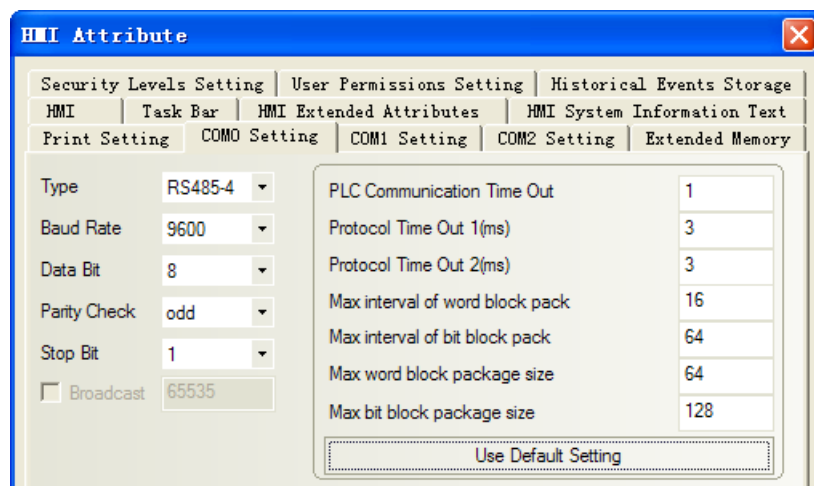 HMI Attribute
Security Levels Setting User Permissions Setting Historical Events Storage
HMI Task Bar HMI Extended Attributes HMI System Information Text
Print Setting COM0 Setting COM1 Setting COM2 Setting Extended Memory
Type RS485-4
Baud Rate 9600
Data Bit 8
Parity Check odd
Stop Bit 1
Broadcast 65535
PLC Communication Time Out 1
Protocol Time Out 1(ms) 3
Protocol Time Out 2(ms) 3
Max interval of word block pack 16
Max interval of bit block pack 64
Max word block package size 64
Max bit block package size 128
Use Default Setting